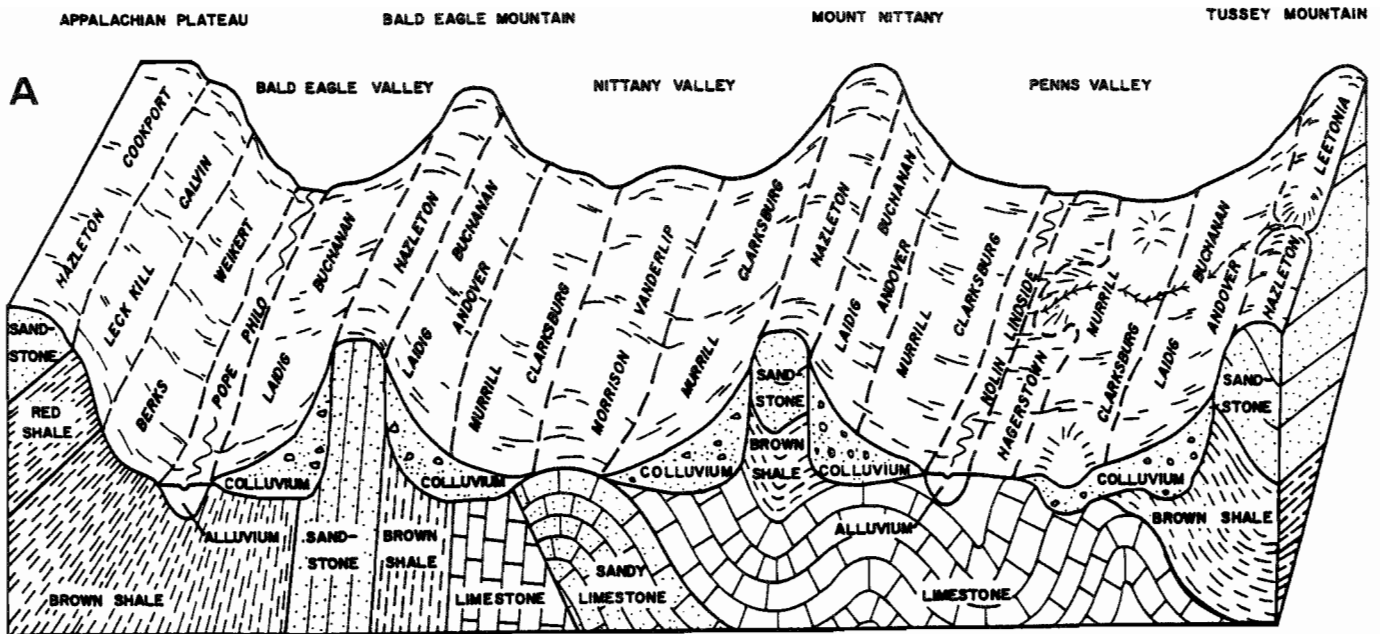 APPALACHIAN PLATEAU
BALD EAGLE MOUNTAIN
MOUNT NITTANY
TUSSEY MOUNTAIN
A
BALD EAGLE VALLEY
NITTANY VALLEY
PENNS VALLEY
HAZLETON
COOKPORT
LECK KILL
CALVIN
BERKS
WEIKERT
POPE
PHILO
LAIDIG
BUCHANAN
HAZLETON
LAIDIG
BUCHANAN
ANDOVER
MURRILL
CLARKSBURG
MORRISON
VANDERLIP
MURRILL
CLARKSBURG
HAZLETON
LAIDIG
BUCHANAN
ANDOVER
MURRILL
CLARKSBURG
NOLIN
LINDSIDE
HAGERSTOWN
MURRILL
CLARKSBURG
LAIDIG
BUCHANAN
ANDOVER
HAZLETON
LEETONIA
SAND-
STONE
RED
SHALE
BROWN SHALE
ALLUVIUM
COLLUVIUM
SAND-
STONE
BROWN
SHALE
COLLUVIUM
LIMESTONE
SANDY
LIMESTONE
COLLUVIUM
SAND-
STONE
BROWN
SHALE
COLLUVIUM
ALLUVIUM
LIMESTONE
COLLUVIUM
SAND-
STONE
BROWN SHALE